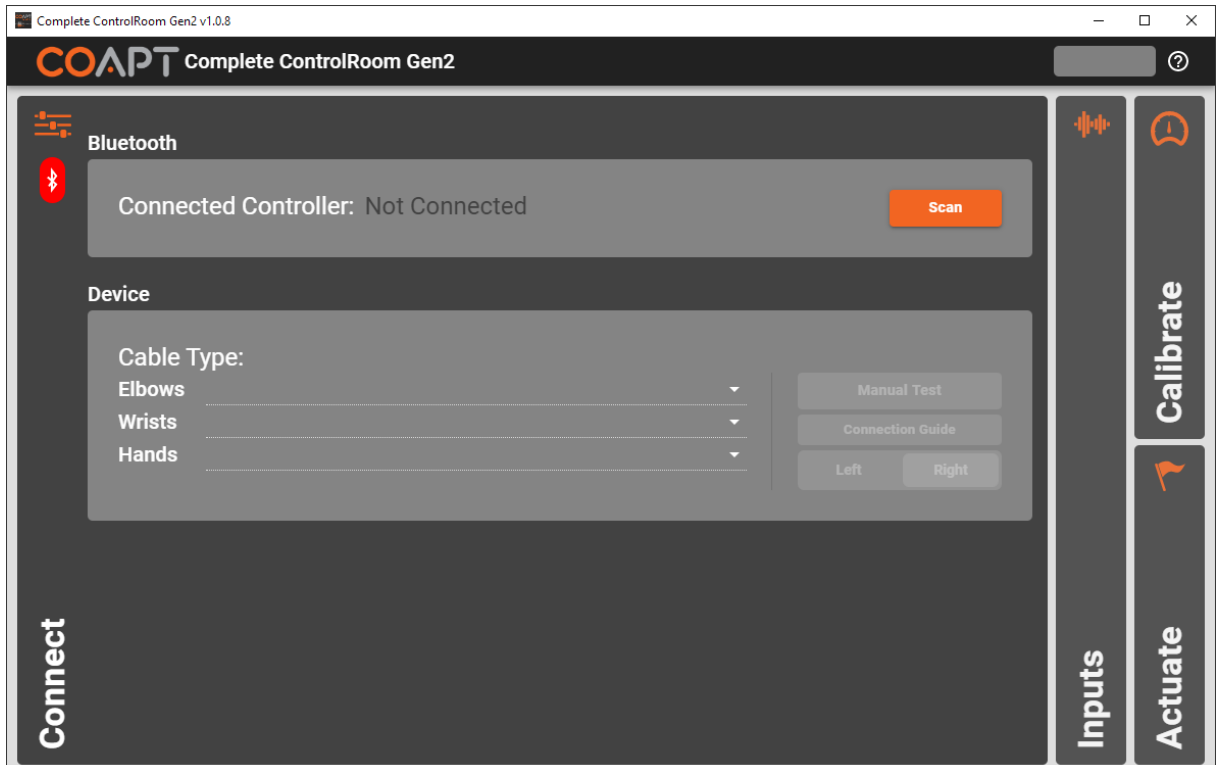 Complete ControlRoom Gen2 v1.0.8
COAPT Complete ControlRoom Gen2
Bluetooth
Connected Controller: Not Connected
Scan
Device
Cable Type:
Elbows
Manual Test
Wrists
Connection Guide
Hands
Left Right
Connect
Inputs
Calibrate
Actuate